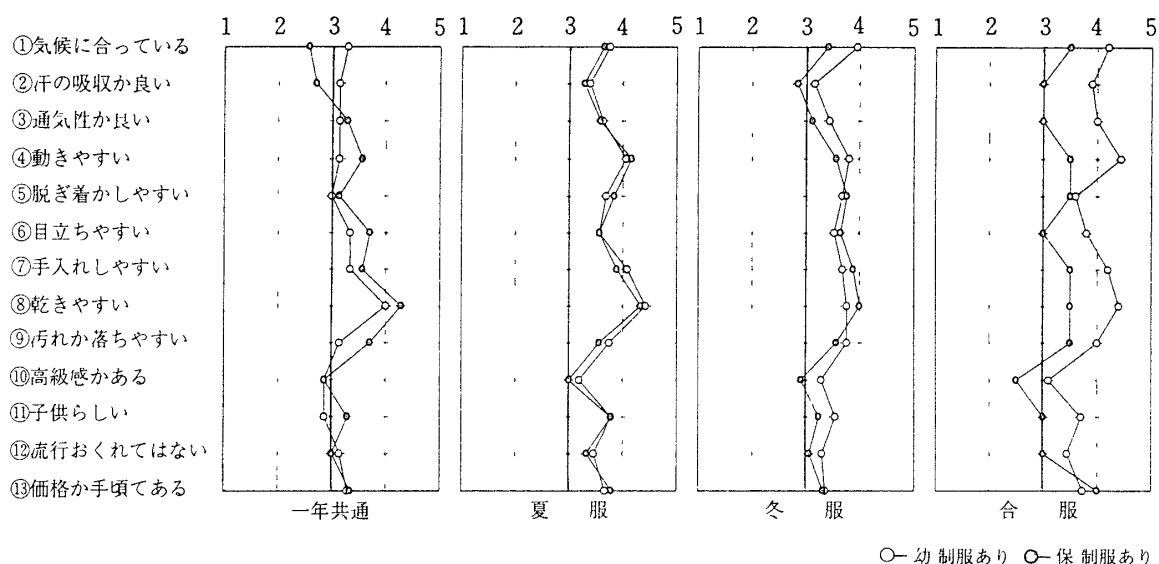 1 2 3 4 5 1 2 3 4 5 1 2 3 4 5 1 2 3 4 5
①気候に合っている
②汗の吸収か良い
③通気性か良い
④動きやすい
⑤脱ぎ着かしやすい
⑥目立ちやすい
⑦手入れしやすい
⑧乾きやすい
⑨汚れか落ちやすい
⑩高級感かある
⑪子供らしい
⑫流行おくれてはない
⑬価格か手頃てある
一年共通 夏服 冬服 合服
幼 制服あり 保 制服あり